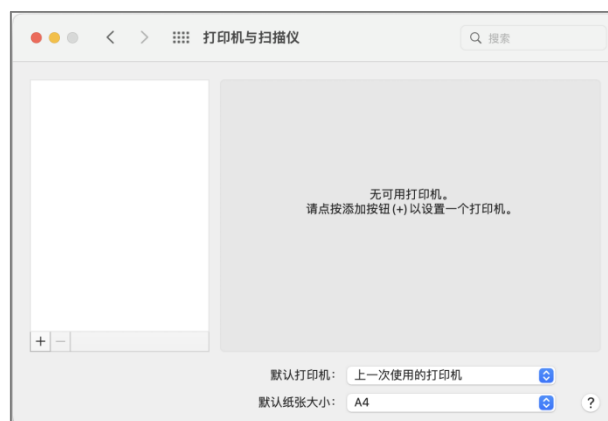 打印机与扫描仪
搜索
无可用打印机。
请点按添加按钮(+)以设置一个打印机。
+ −
默认打印机： 上一次使用的打印机
默认纸张大小： A4
?